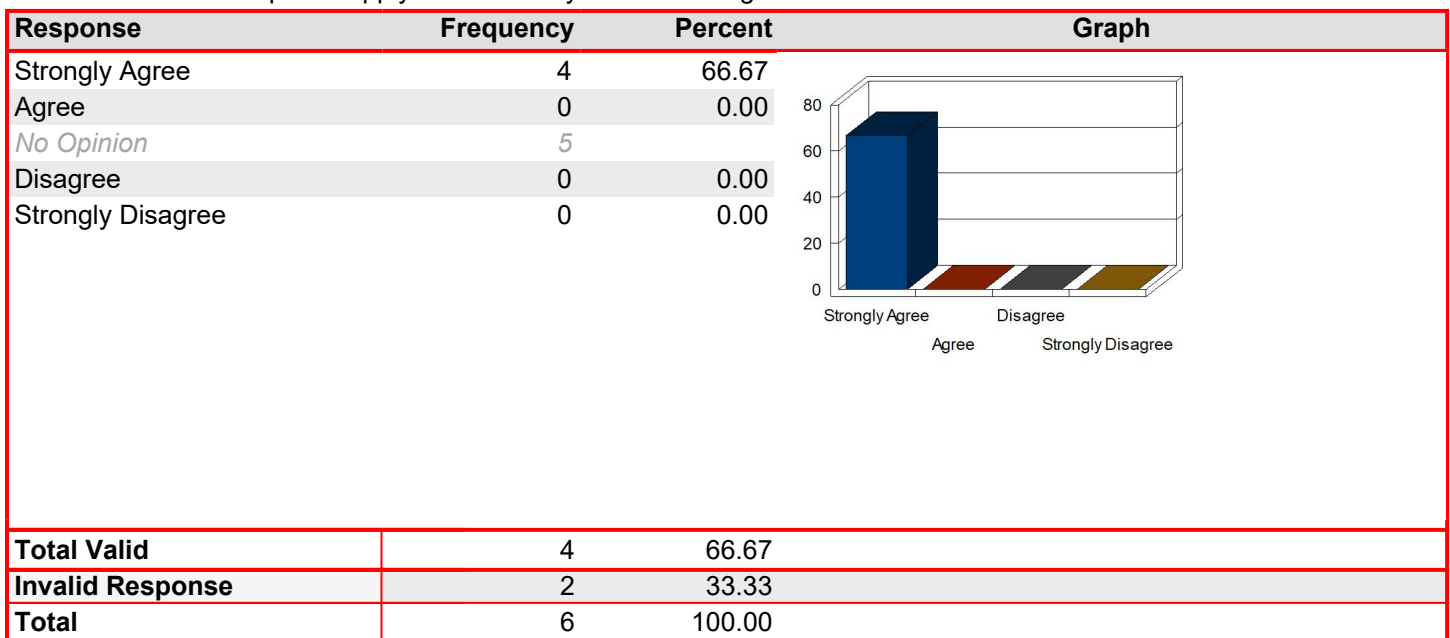 Response Frequency Percent Graph
Strongly Agree 4 66.67
Agree 0 0.00
No Opinion 5
Disagree 0 0.00
Strongly Disagree 0 0.00
80
60
40
20
0
Strongly Agree Disagree
Agree Strongly Disagree
Total Valid 4 66.67
Invalid Response 2 33.33
Total 6 100.00